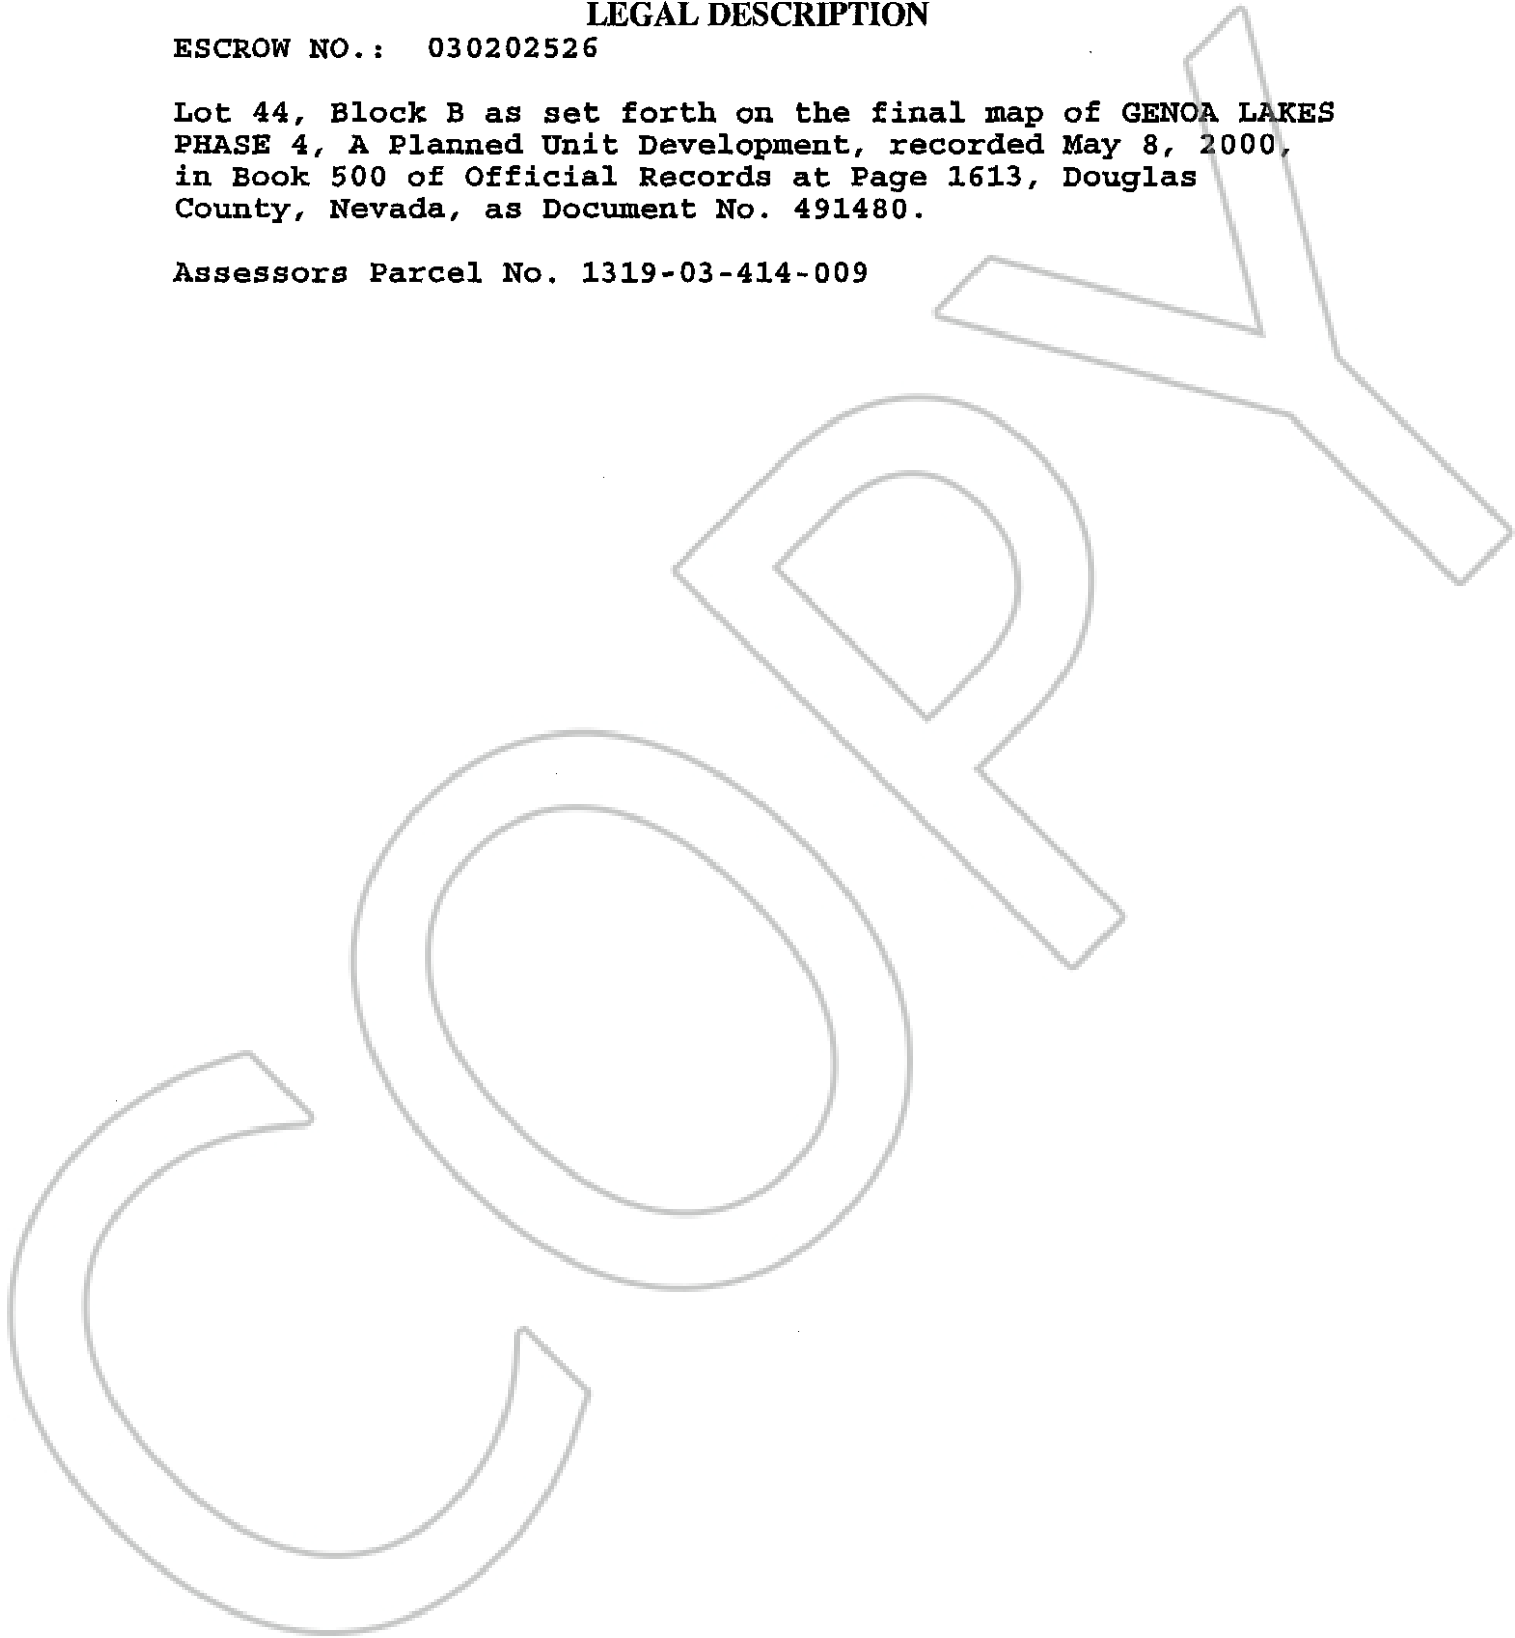 LEGAL DESCRIPTION
ESCROW NO.: 030202526
Lot 44, Block B as set forth on the final map of GENOA LAKES
PHASE 4, A Planned Unit Development, recorded May 8, 2000,
in Book 500 of Official Records at Page 1613, Douglas
County, Nevada, as Document No. 491480.
Assessors Parcel No. 1319-03-414-009
COPY